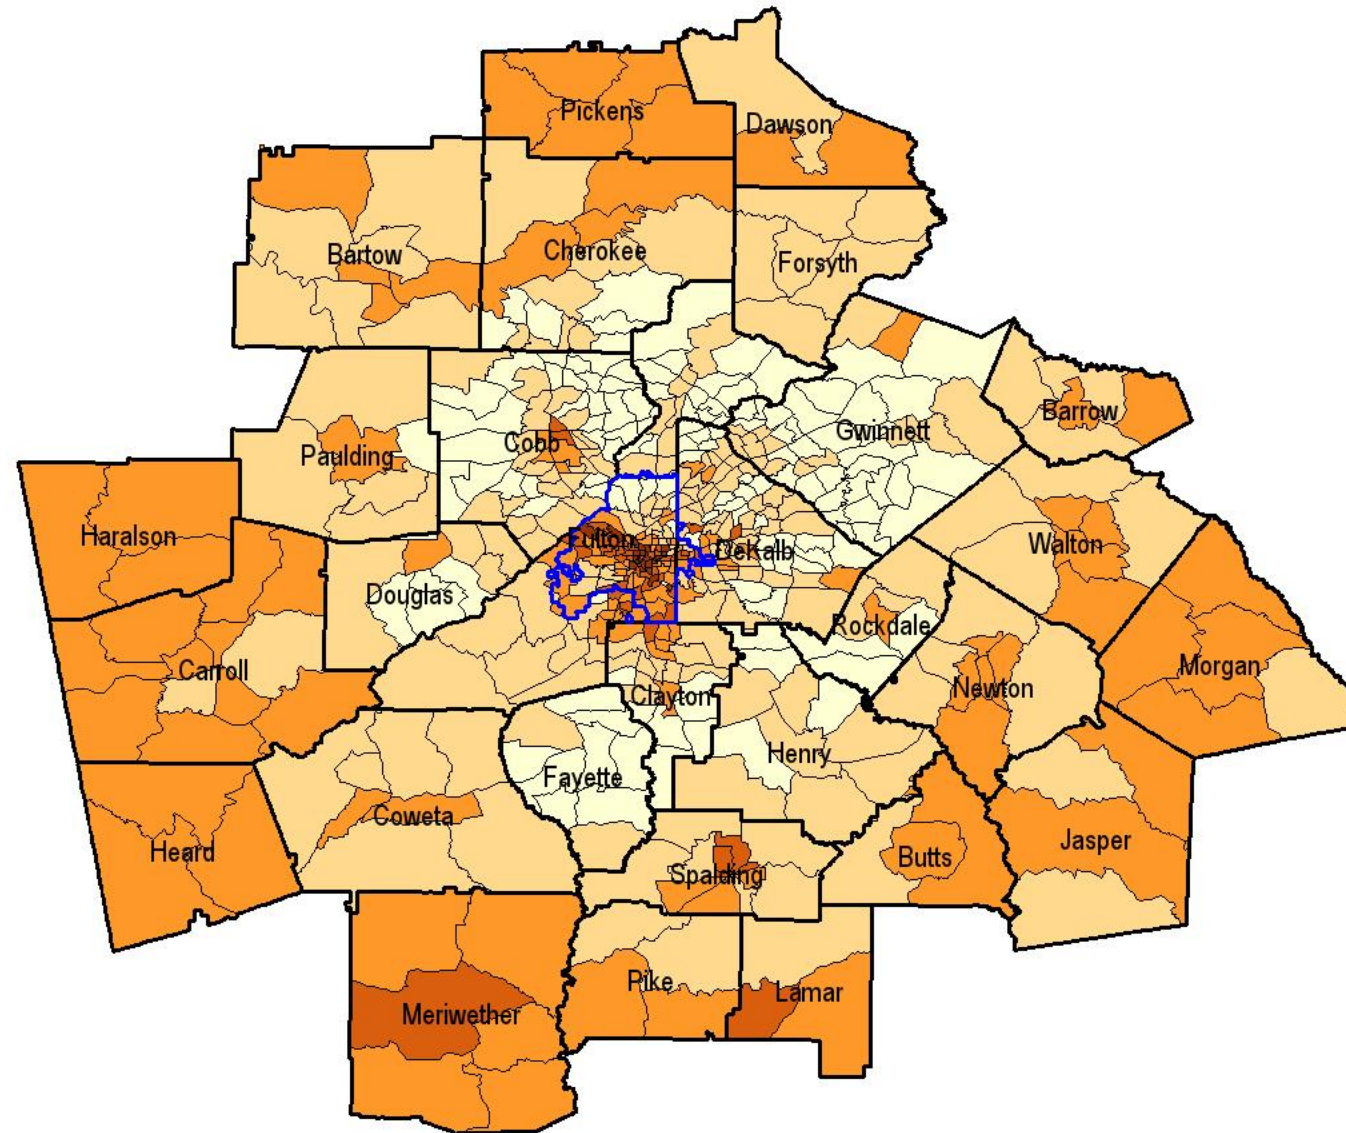 Pickens
Dawson
Bartow
Cherokee
Forsyth
Barrow
Gwinnett
Cobb
Paulding
Haralson
Fulton
DeKalb
Walton
Douglas
Rockdale
Carroll
Morgan
Clayton
Newton
Henry
Fayette
Coweta
Heard
Jasper
Butts
Spalding
Pike
Lamar
Meriwether